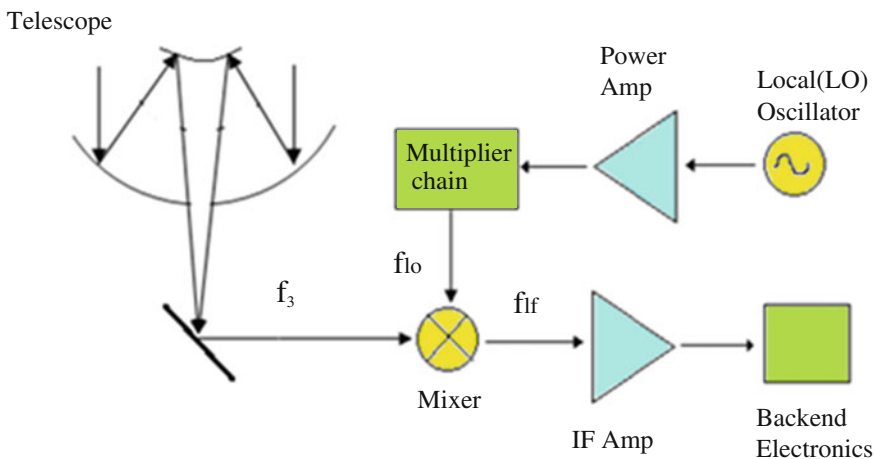 Telescope
Power
Amp
Local(LO)
Oscillator
Multiplier
chain
flo
f3
flf
Mixer
IF Amp
Backend
Electronics